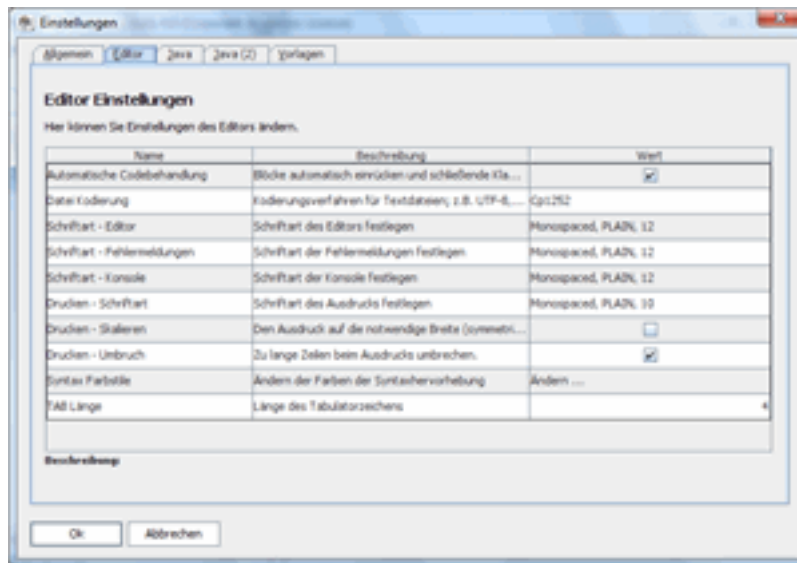 Einstellungen
Allgemein Editor Java Java (2) Vorlagen
Editor Einstellungen
Hier können Sie Einstellungen des Editors ändern.
Name Beschreibung Wert
Automatische Codebehandlung Blöcke automatisch einrücken und schließende Kla...
Datei Kodierung Kodierungsverfahren für Textdateien; z.B. UTF-8,... Cp1252
Schriftart - Editor Schriftart des Editors festlegen Monospaced, PLAIN, 12
Schriftart - Fehlermeldungen Schriftart der Fehlermeldungen festlegen Monospaced, PLAIN, 12
Schriftart - Konsole Schriftart der Konsole festlegen Monospaced, PLAIN, 12
Drucken - Schriftart Schriftart des Ausdrucks festlegen Monospaced, PLAIN, 10
Drucken - Skalieren Den Ausdruck auf die notwendige Breite (symmetri...
Drucken - Umbruch Zu lange Zeilen beim Ausdrucks umbrechen.
Syntax Farbstile Ändern der Farben der Syntaxhervorhebung Ändern ...
TAB Länge Länge des Tabulatorzeichens 4
Beschreibung
Ok Abbrechen